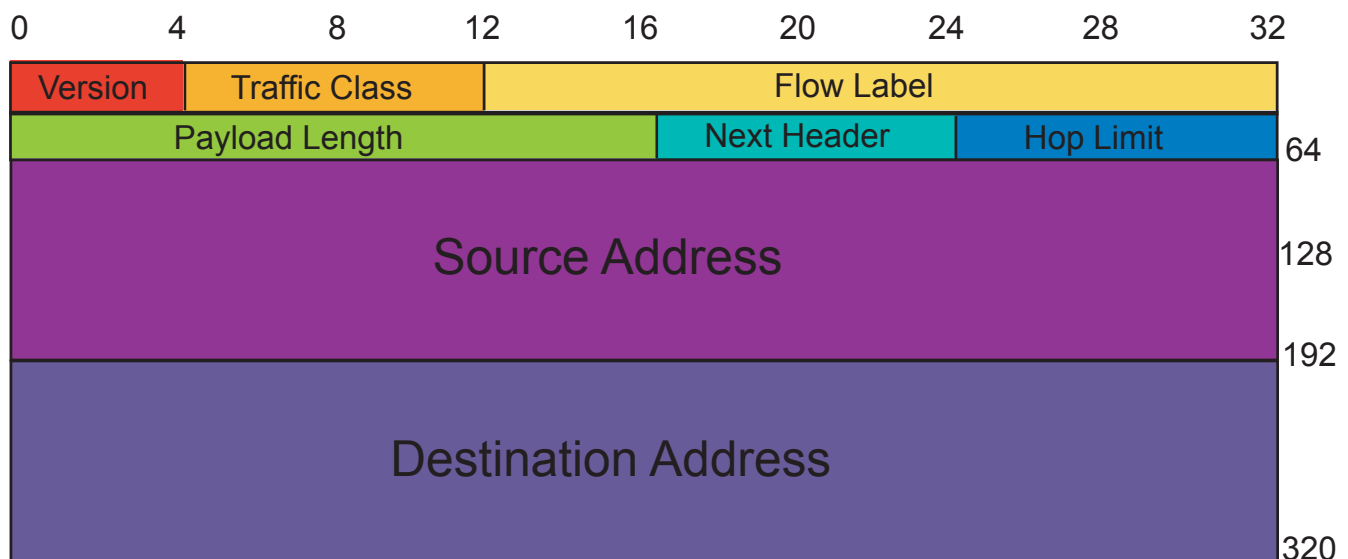 0 4 8 12 16 20 24 28 32
Version Traffic Class Flow Label
Payload Length Next Header Hop Limit
64
Source Address
128
192
Destination Address
320